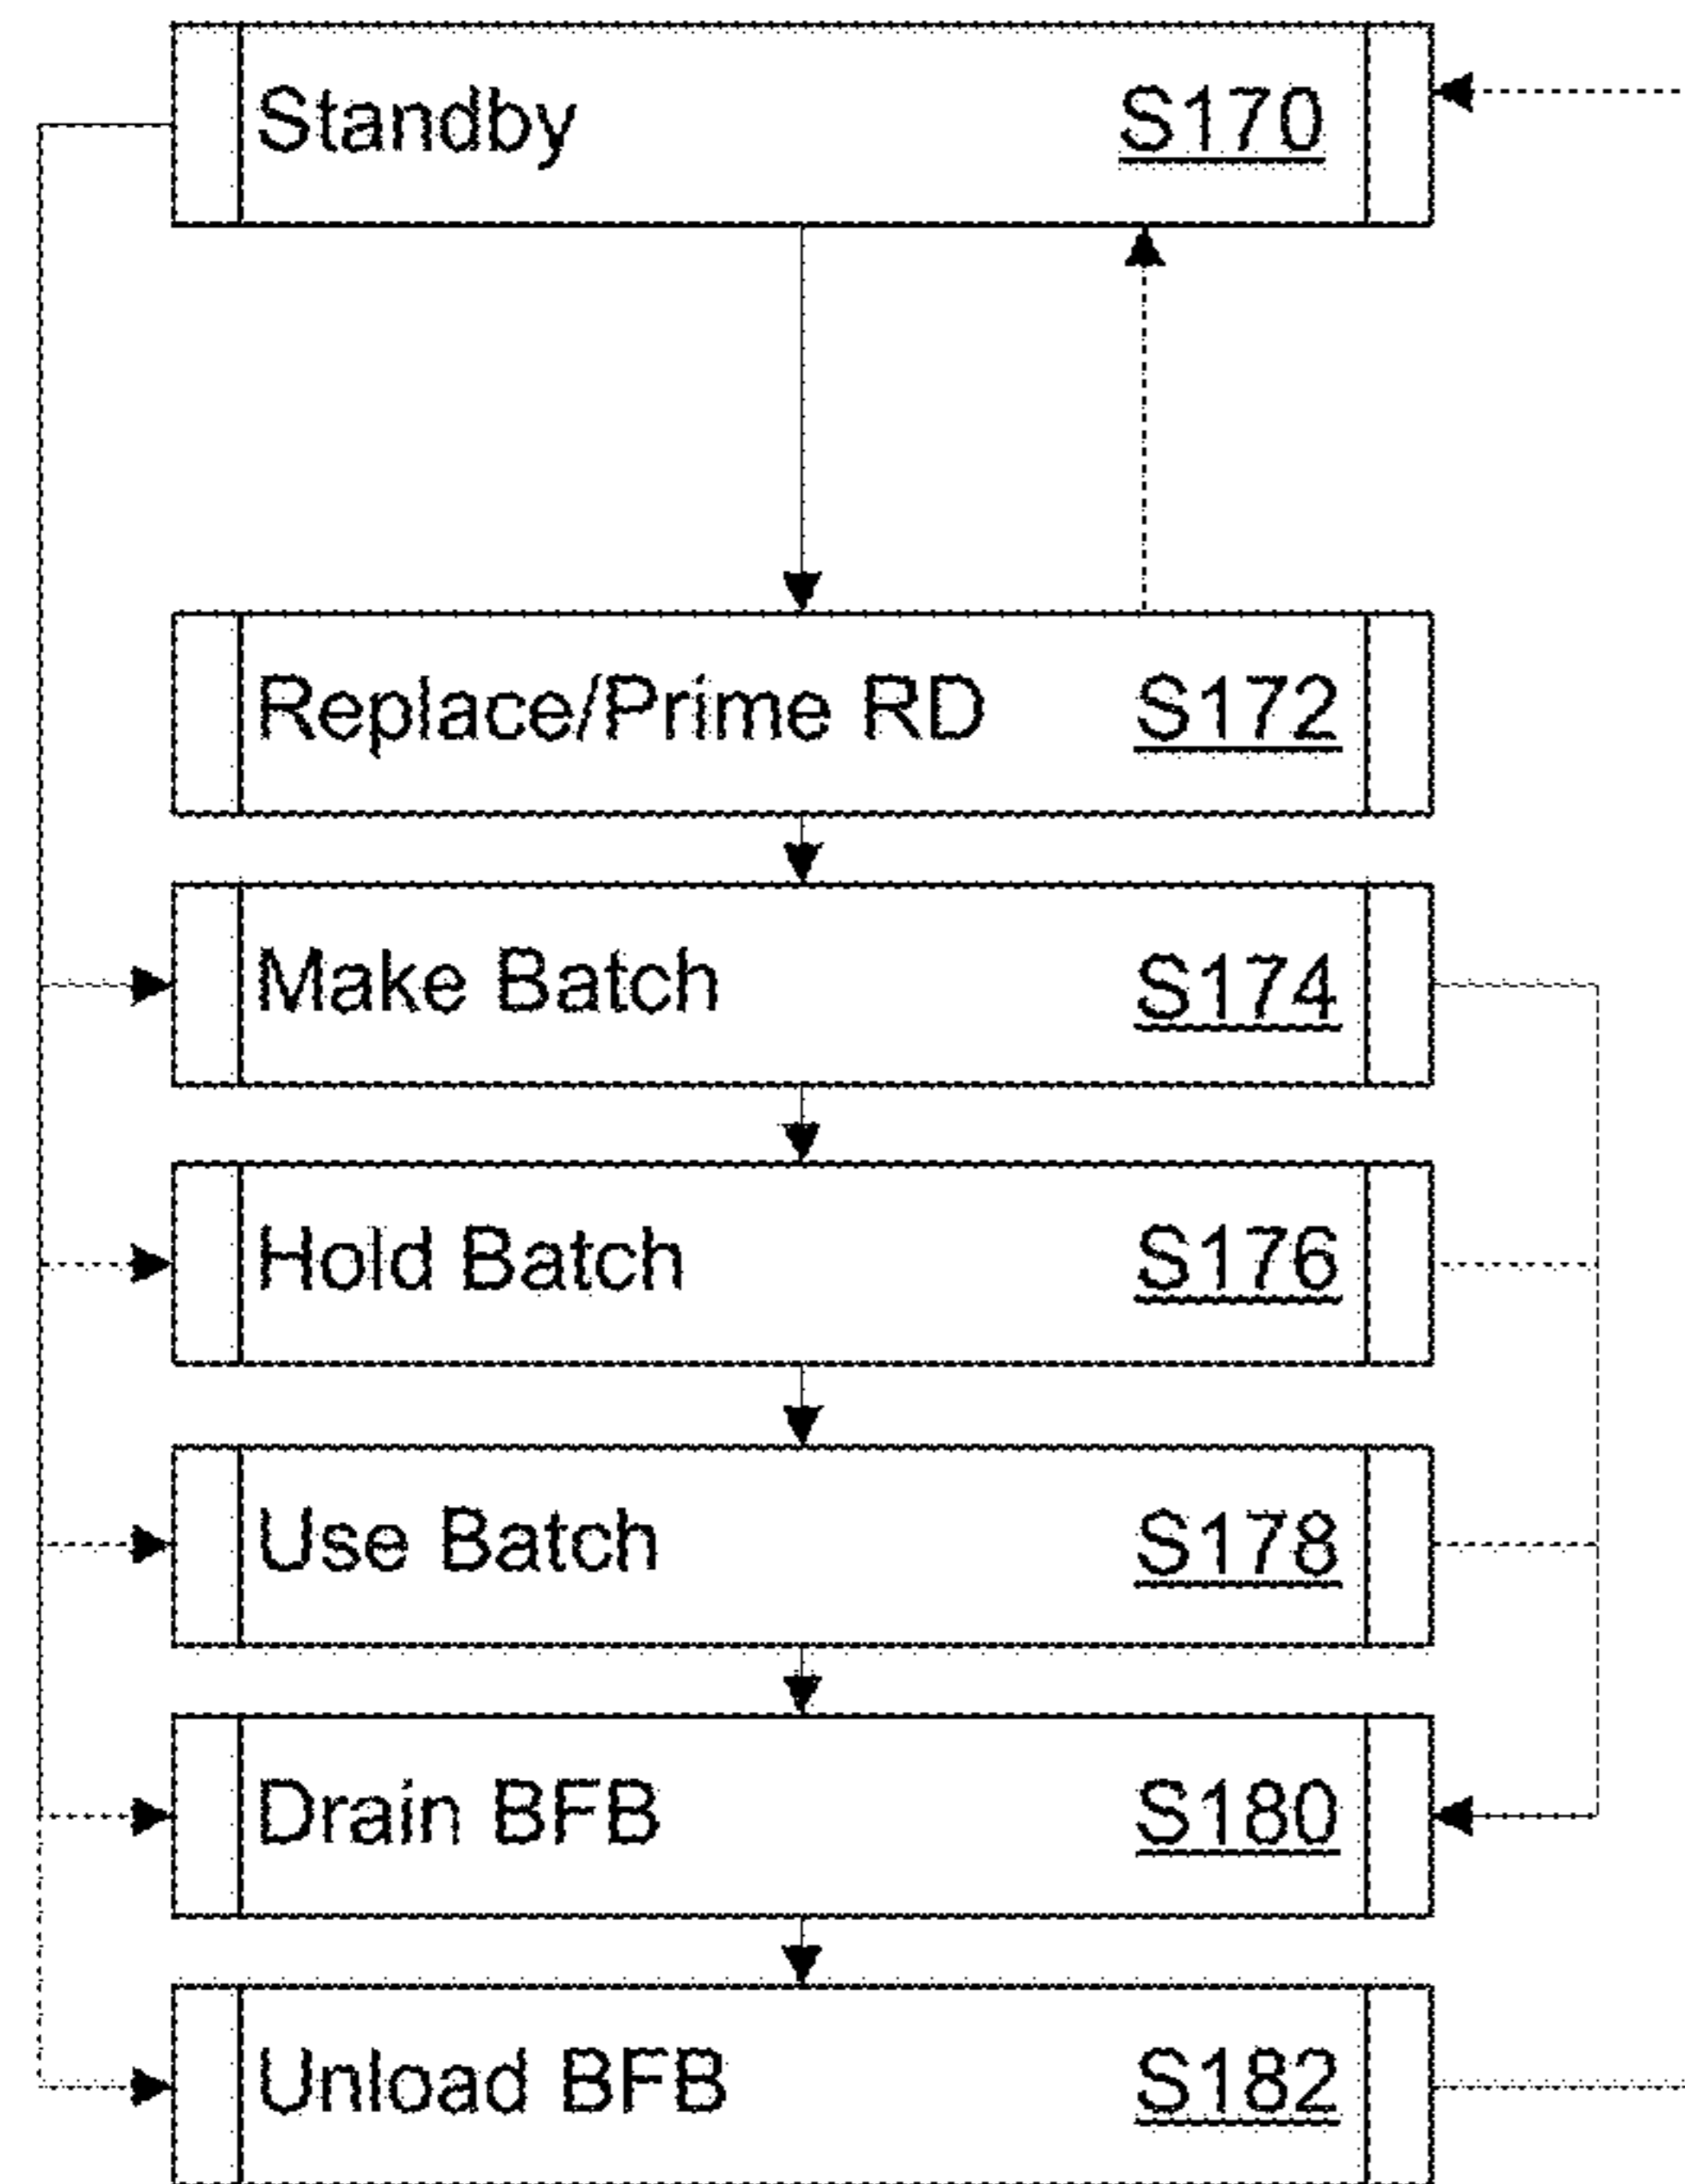 Standby S170
Replace/Prime RD S172
Make Batch S174
Hold Batch S176
Use Batch S178
Drain BFB S180
Unload BFB S182